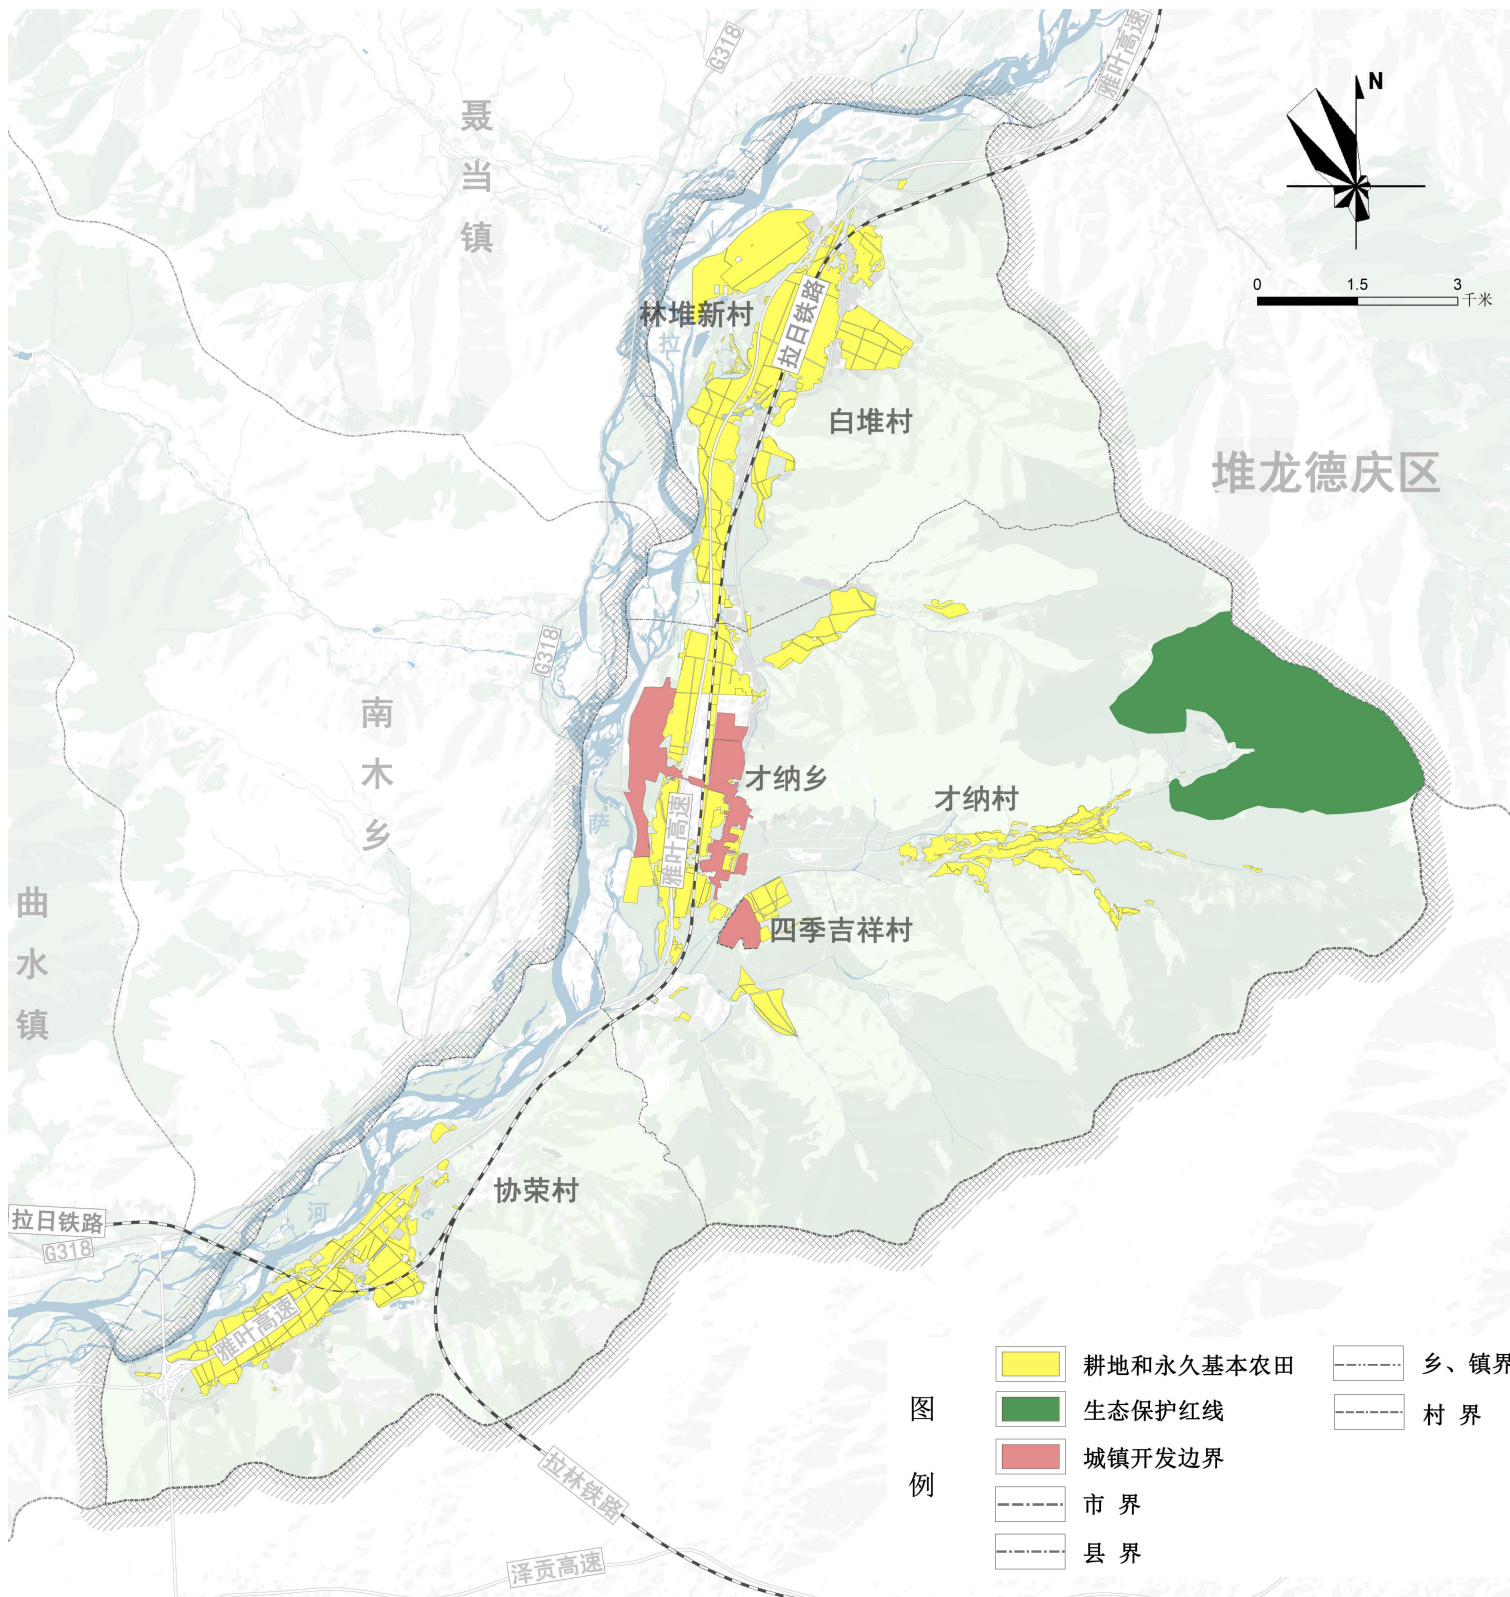 G318
雅叶高速
N
聂当镇
0 1.5 3 千米
林堆新村
拉
拉日铁路
白堆村
堆龙德庆区
G318
南木乡
才纳乡
才纳村
萨
雅叶高速
曲水镇
四季吉祥村
协荣村
拉日铁路
G318
河
雅叶高速
拉林铁路
泽贡高速
图例
耕地和永久基本农田
生态保护红线
城镇开发边界
市 界
县 界
乡、镇界
村 界